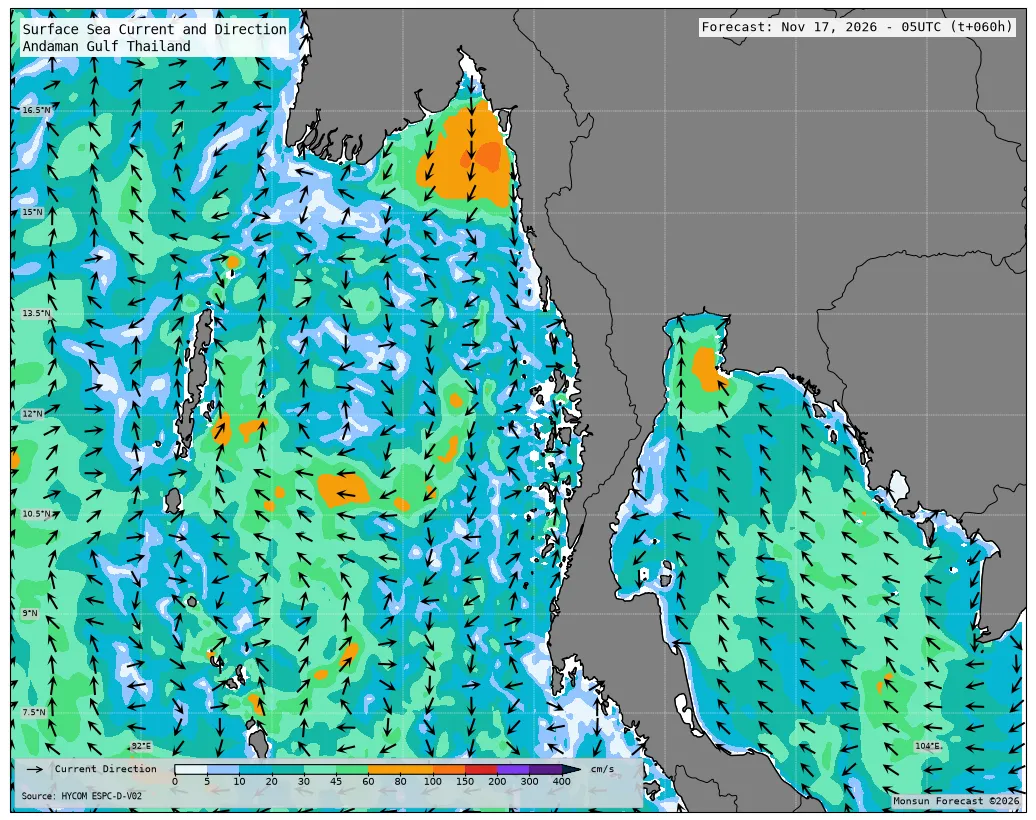 Surface Sea Current and Direction
Andaman Gulf Thailand
Forecast: Nov 17, 2026 - 05UTC (t+060h)
16.5°N
15°N
13.5°N
12°N
10.5°N
9°N
7.5°N
92°E
104°E
Current Direction
0 5 10 20 30 45 60 80 100 150 200 300 400 cm/s
Source: HYCOM ESPC-D-V02
Monsun Forecast ©2026